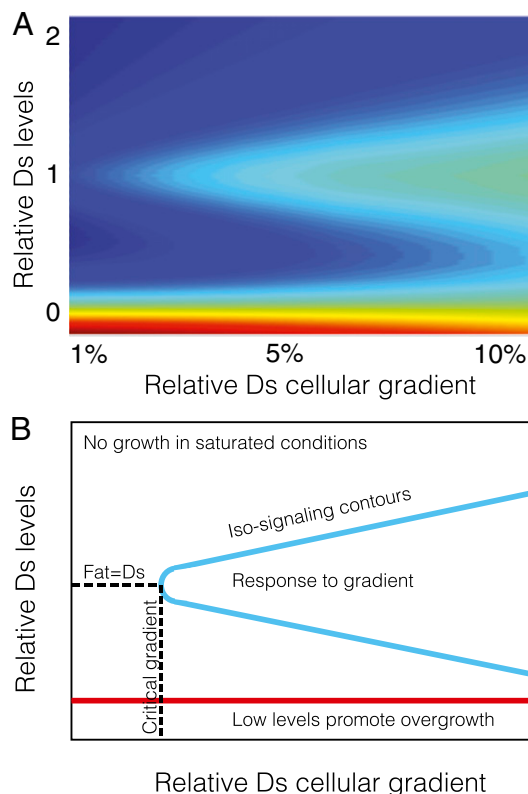 A
2
1
0
Relative Ds levels
1%
5%
10%
Relative Ds cellular gradient
B
No growth in saturated conditions
Iso-signaling contours
Fat=Ds
Response to gradient
Critical gradient
Low levels promote overgrowth
Relative Ds levels
Relative Ds cellular gradient